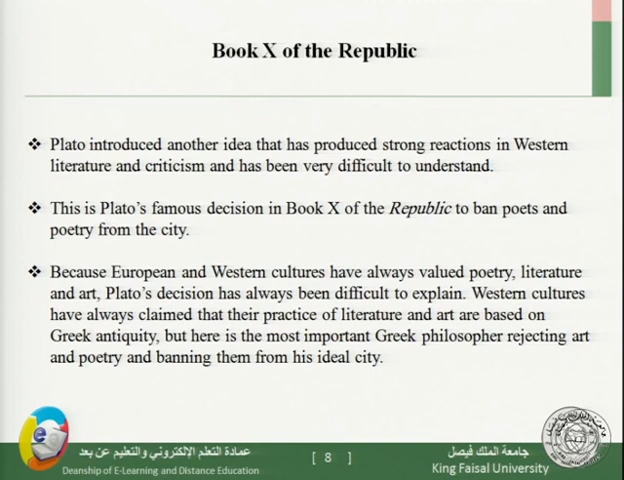 Book X of the Republic
❖ Plato introduced another idea that has produced strong reactions in Western
literature and criticism and has been very difficult to understand.
❖ This is Plato's famous decision in Book X of the Republic to ban poets and
poetry from the city.
❖ Because European and Western cultures have always valued poetry, literature
and art, Plato's decision has always been difficult to explain. Western cultures
have always claimed that their practice of literature and art are based on
Greek antiquity, but here is the most important Greek philosopher rejecting art
and poetry and banning them from his ideal city.
عمادة التعلم الإلكتروني والتعليم عن بعد
Deanship of E-Learning and Distance Education
[ 8 ]
جامعة الملك فيصل
King Faisal University